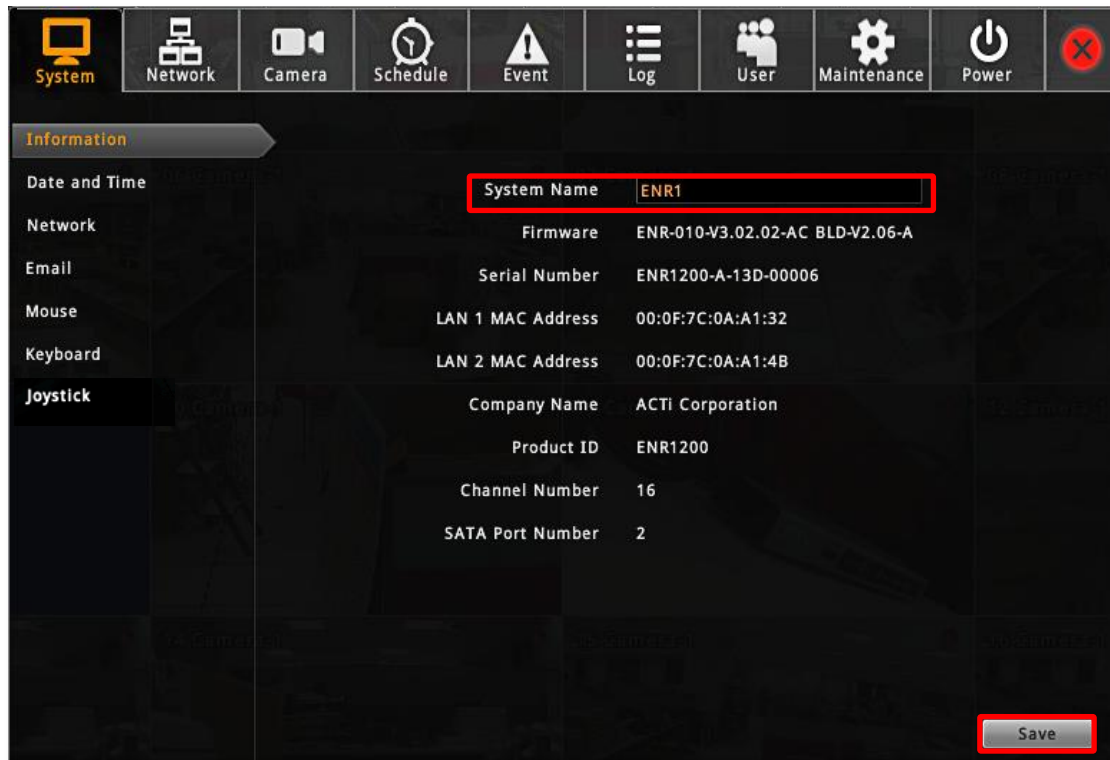 System Network Camera Schedule Event Log User Maintenance Power
Information
Date and Time
Network
Email
Mouse
Keyboard
Joystick
System Name ENR1
Firmware ENR-010-V3.02.02-AC BLD-V2.06-A
Serial Number ENR1200-A-13D-00006
LAN 1 MAC Address 00:0F:7C:0A:A1:32
LAN 2 MAC Address 00:0F:7C:0A:A1:4B
Company Name ACTi Corporation
Product ID ENR1200
Channel Number 16
SATA Port Number 2
Save